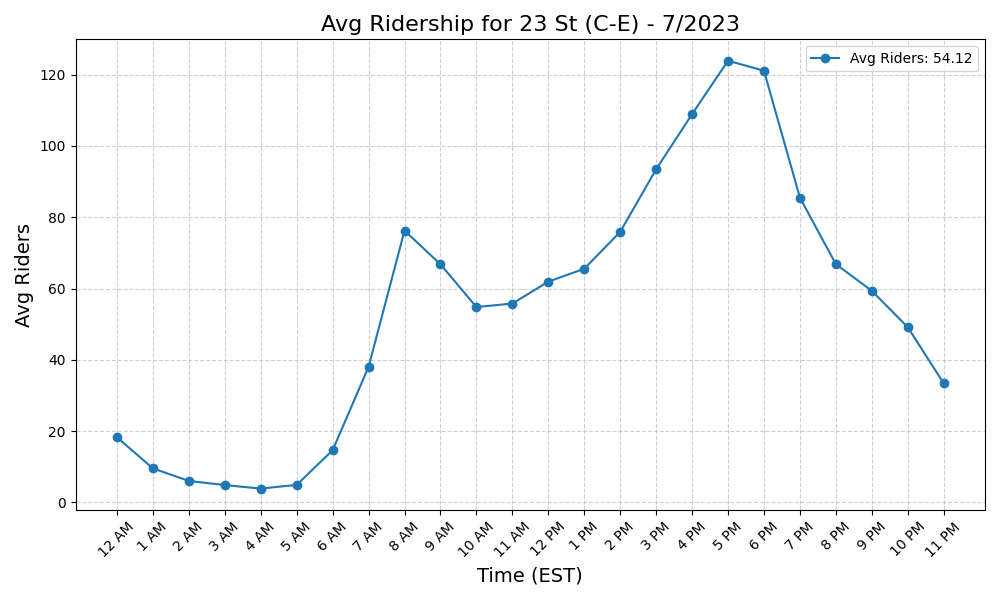 Avg Ridership for 23 St (C-E) - 7/2023
Avg Riders: 54.12
Avg Riders
120
100
80
60
40
20
0
12 AM
1 AM
2 AM
3 AM
4 AM
5 AM
6 AM
7 AM
8 AM
9 AM
10 AM
11 AM
12 PM
1 PM
2 PM
3 PM
4 PM
5 PM
6 PM
7 PM
8 PM
9 PM
10 PM
11 PM
Time (EST)